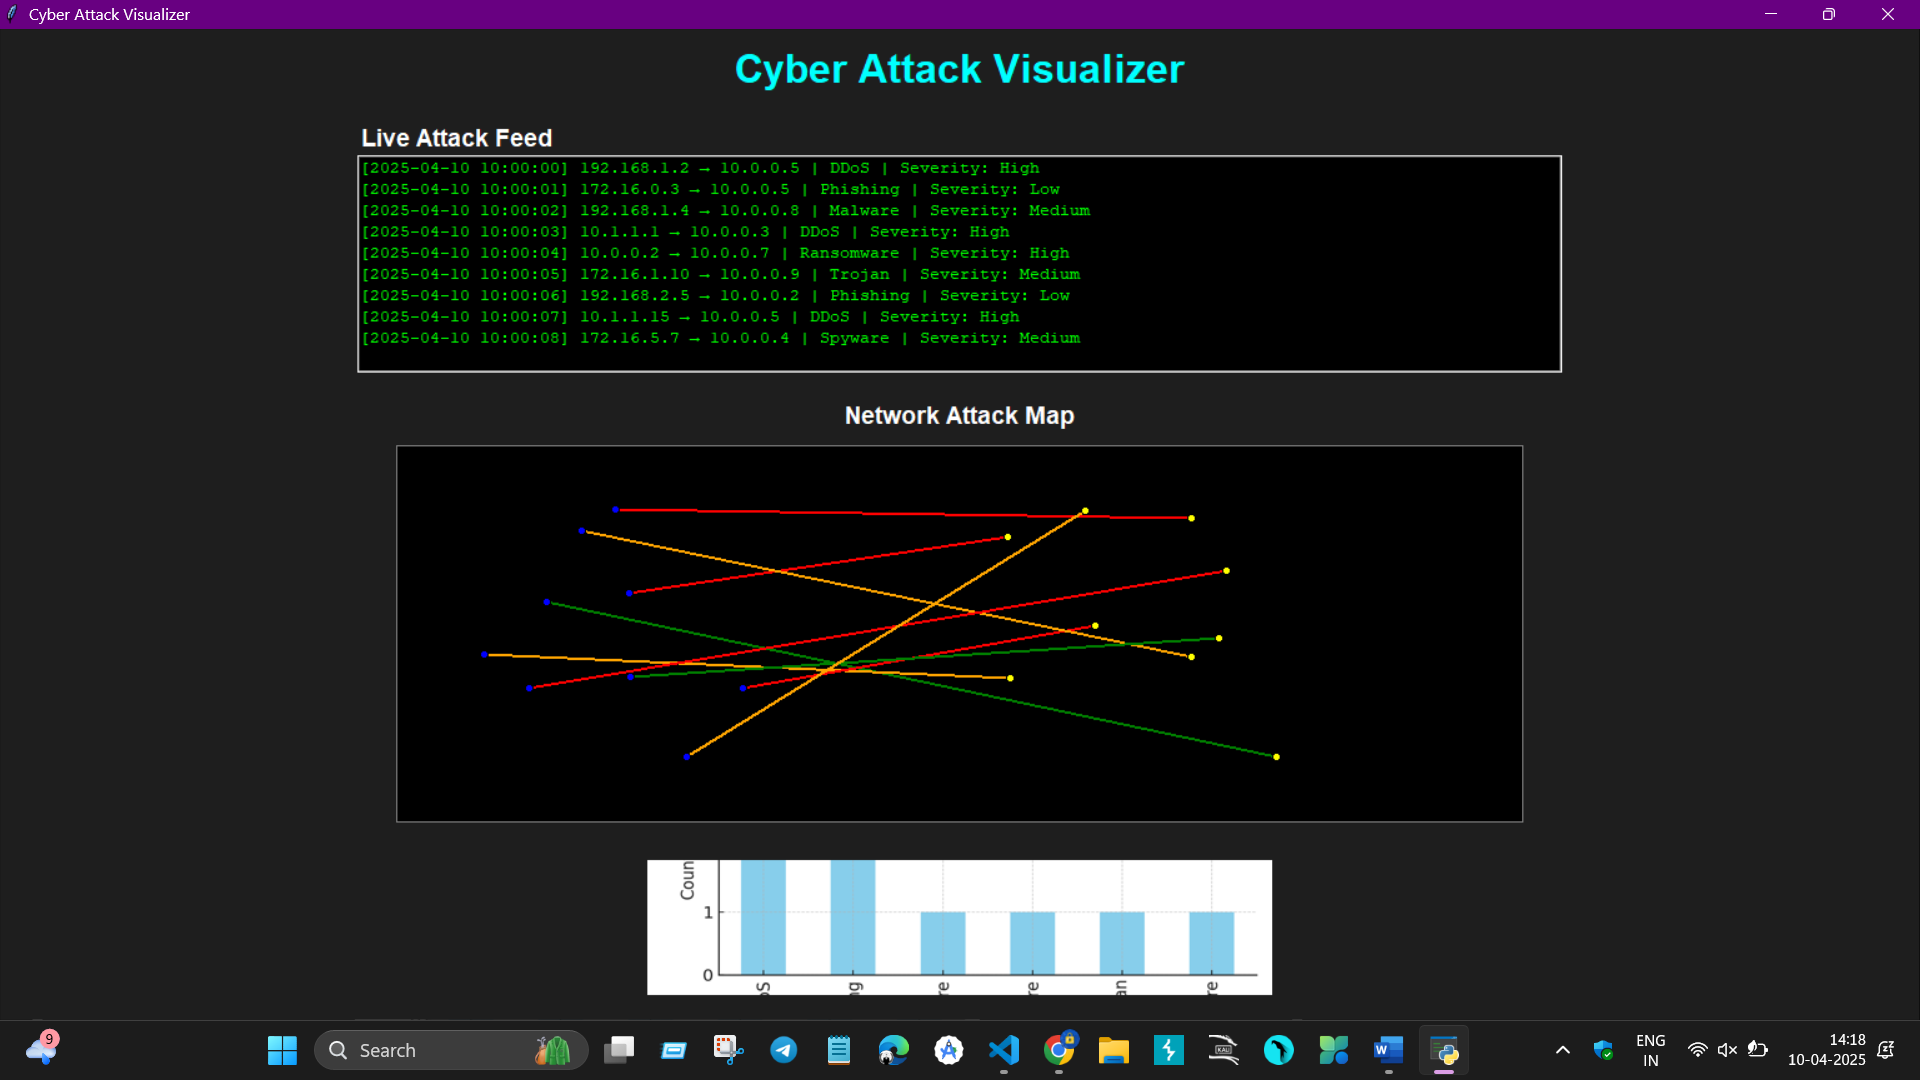 Cyber Attack Visualizer
Cyber Attack Visualizer
Live Attack Feed
[2025-04-10 10:00:00] 192.168.1.2 → 10.0.0.5 | DDoS | Severity: High
[2025-04-10 10:00:01] 172.16.0.3 → 10.0.0.5 | Phishing | Severity: Low
[2025-04-10 10:00:02] 192.168.1.4 → 10.0.0.8 | Malware | Severity: Medium
[2025-04-10 10:00:03] 10.1.1.1 → 10.0.0.3 | DDoS | Severity: High
[2025-04-10 10:00:04] 10.0.0.2 → 10.0.0.7 | Ransomware | Severity: High
[2025-04-10 10:00:05] 172.16.1.10 → 10.0.0.9 | Trojan | Severity: Medium
[2025-04-10 10:00:06] 192.168.2.5 → 10.0.0.2 | Phishing | Severity: Low
[2025-04-10 10:00:07] 10.1.1.15 → 10.0.0.5 | DDoS | Severity: High
[2025-04-10 10:00:08] 172.16.5.7 → 10.0.0.4 | Spyware | Severity: Medium
Network Attack Map
Coun
1
0
oS
ng
re
re
an
re
9
Search
KALI
W
ENG
IN
14:18
10-04-2025